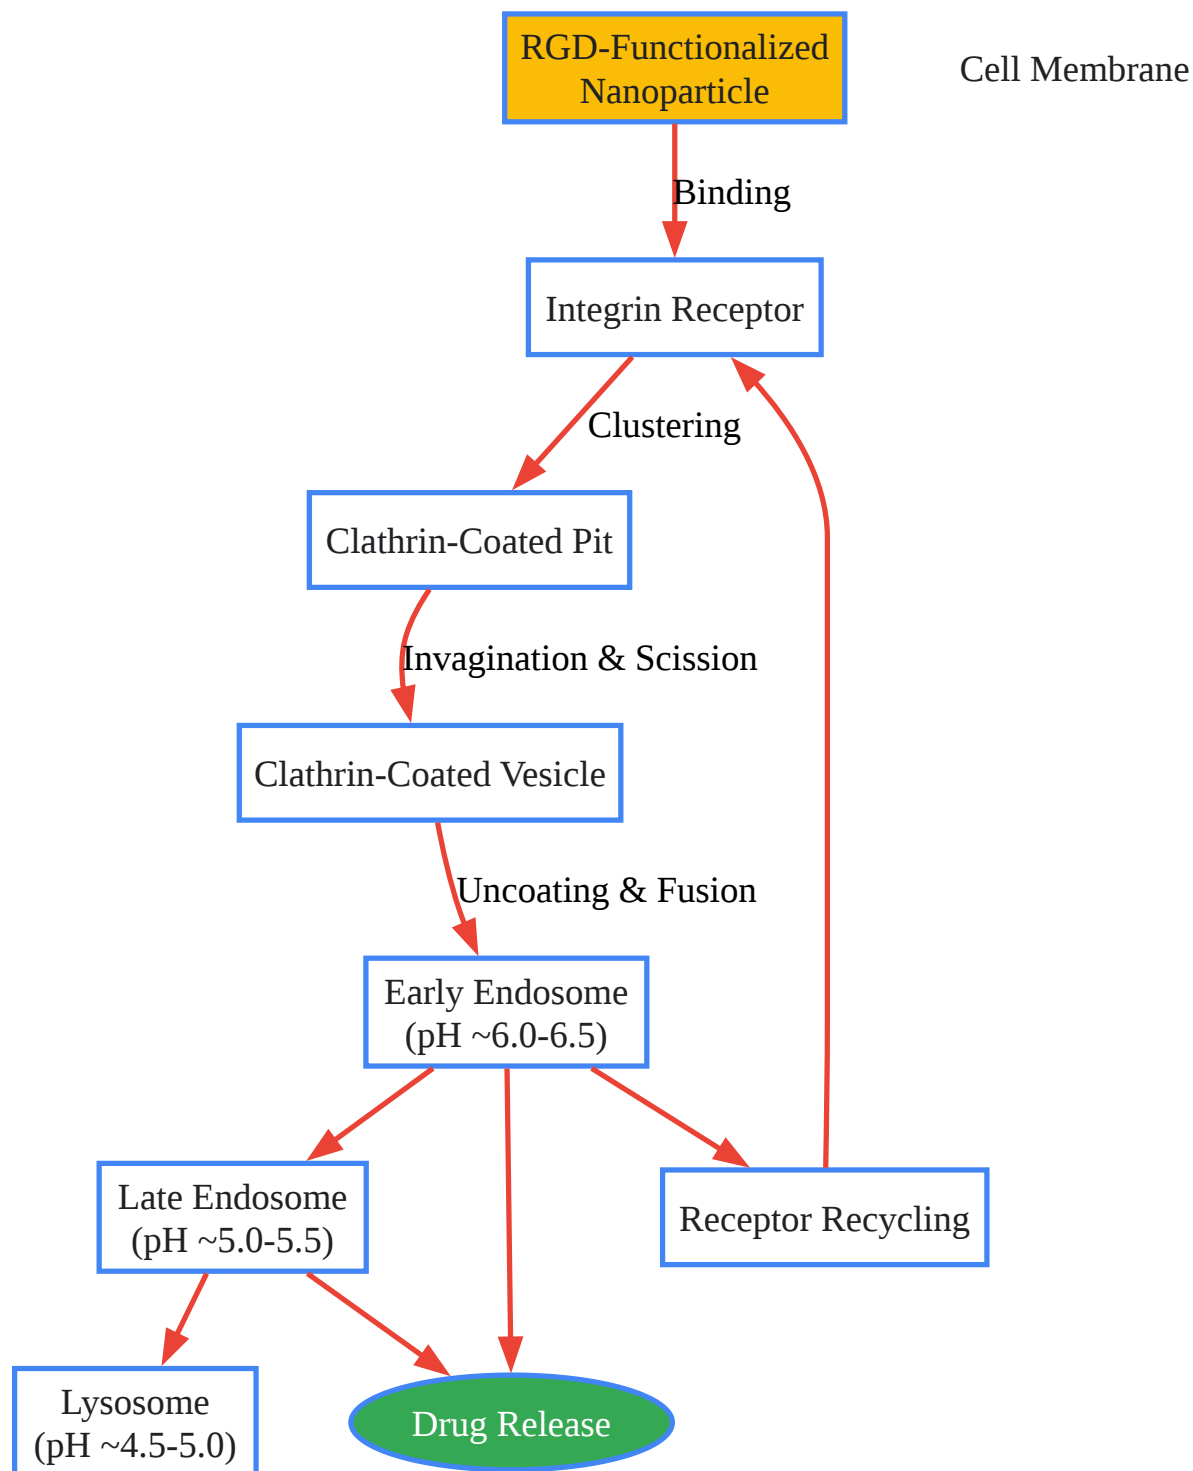 RGD-Functionalized
Nanoparticle
Cell Membrane
Binding
Integrin Receptor
Clustering
Clathrin-Coated Pit
Invagination & Scission
Clathrin-Coated Vesicle
Uncoating & Fusion
Early Endosome
(pH ~6.0-6.5)
Late Endosome
(pH ~5.0-5.5)
Receptor Recycling
Lysosome
(pH ~4.5-5.0)
Drug Release